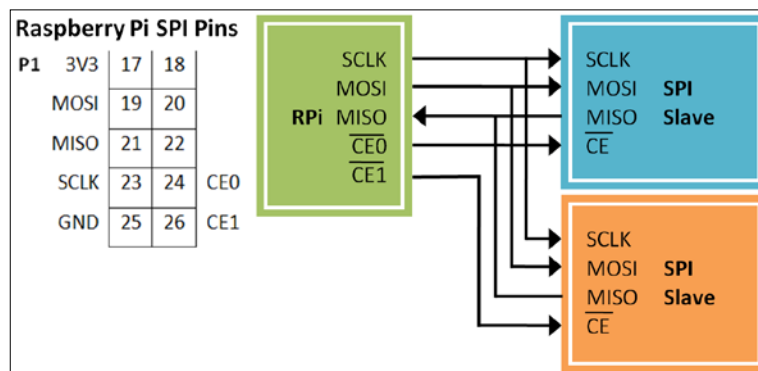 Raspberry Pi SPI Pins
P1 3V3 17 18
MOSI 19 20
MISO 21 22
SCLK 23 24 CE0
GND 25 26 CE1
SCLK
MOSI
RPi MISO
CE0
CE1
SCLK
MOSI SPI
MISO Slave
CE
SCLK
MOSI SPI
MISO Slave
CE